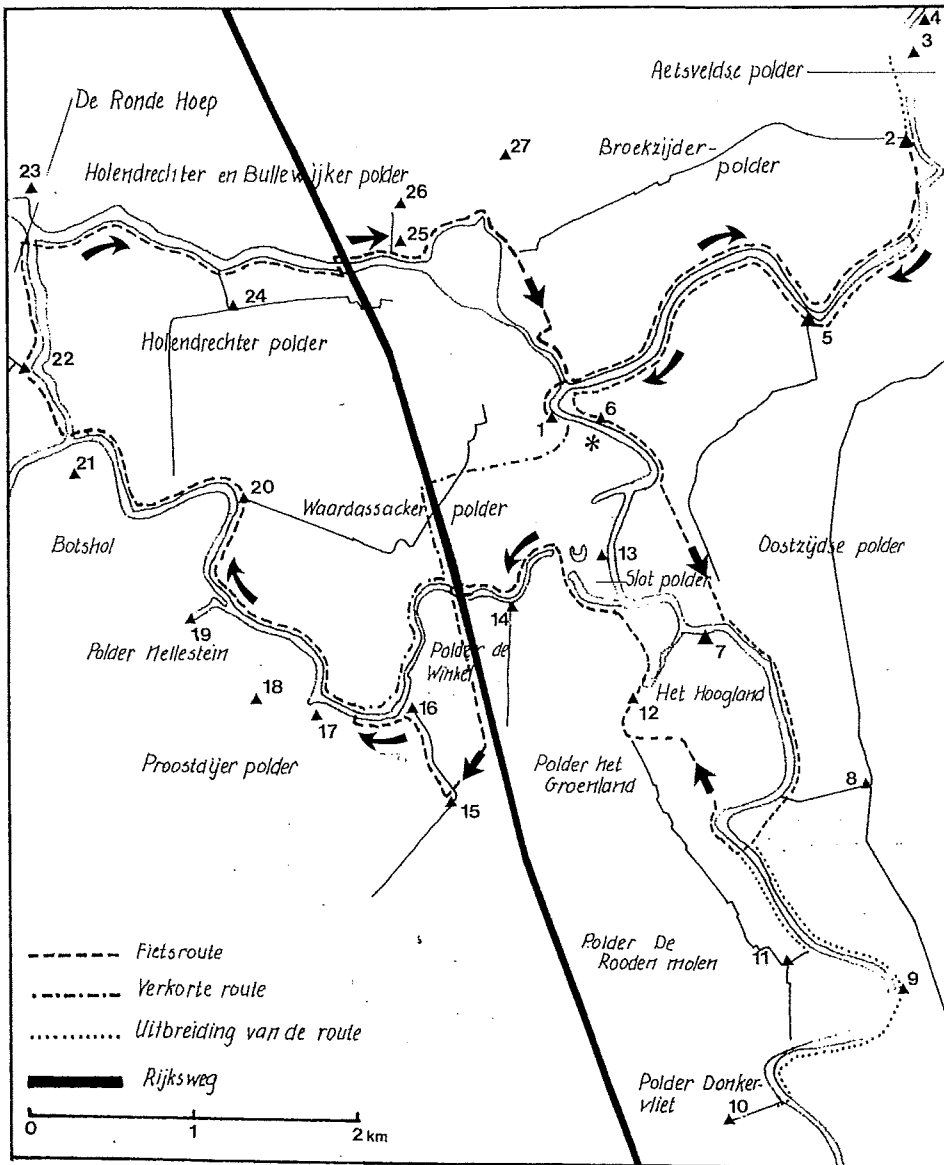 4
3
Aetsveldse polder
De Ronde Hoep
2
27
Broekzijder-
polder
23
Holendrechter en Bullewijker polder
26
25
24
5
Holendrechter polder
22
1
6
*
21
20
Waardassacker polder
Botshol
13
Oostzijdse polder
Slot polder
14
19
7
Polder Nellestein
Polder de
Winkel
18
Het Hoogland
12
17
16
Proostdijer polder
Polder het
Groenland
8
15
Fietsroute
Polder De
Rooden molen
11
9
Verkorte route
Uitbreiding van de route
Rijksweg
Polder Donker-
vliet
10
0 1 2 km